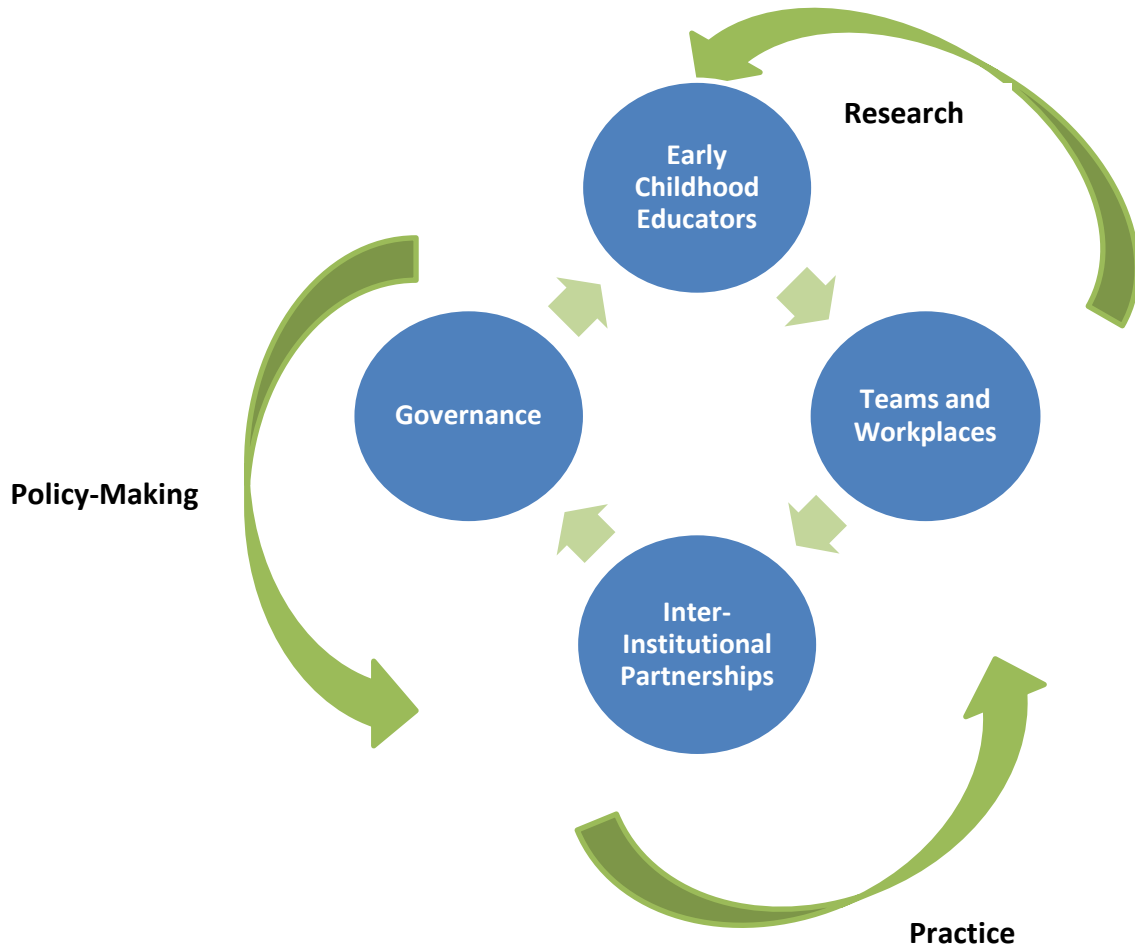 Research
Early
Childhood
Educators
Governance
Teams and
Workplaces
Policy-Making
Inter-
Institutional
Partnerships
Practice